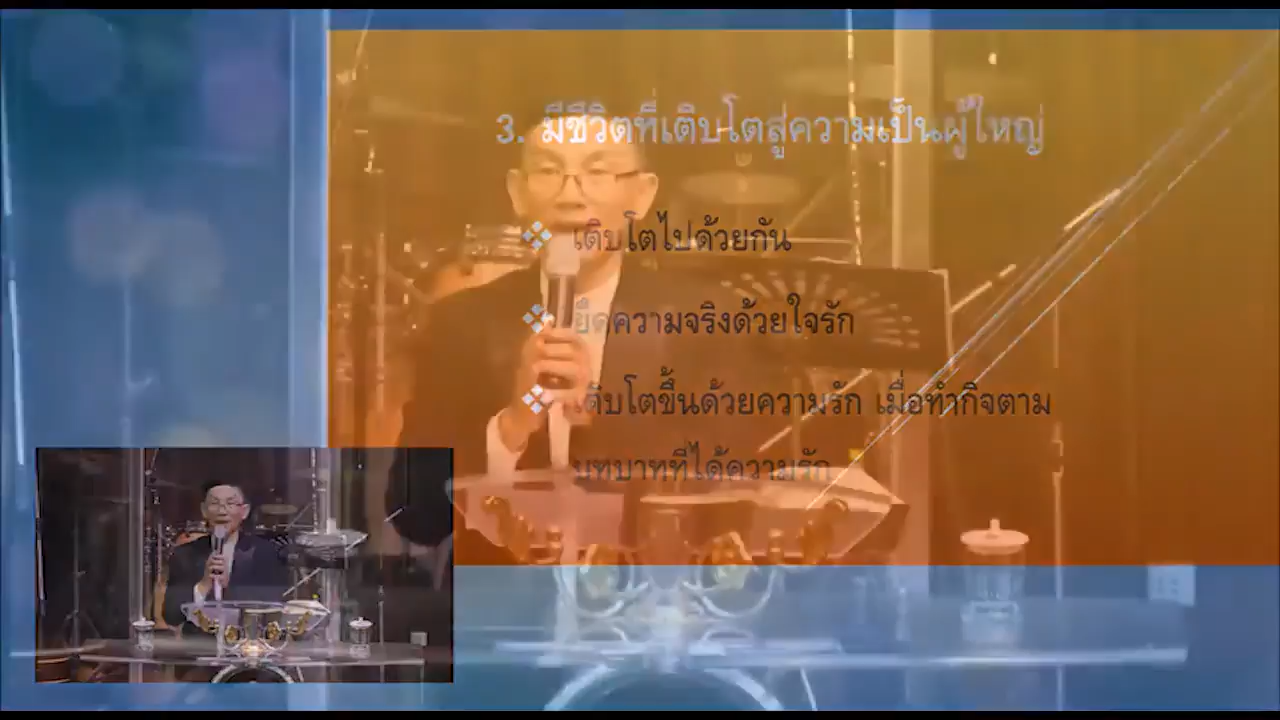 3. มีชีวิตที่เติบโตสู่ความเป็นผู้ใหญ่
❖ เติบโตไปด้วยกัน
❖ ยึดความจริงด้วยใจรัก
❖ เติบโตขึ้นด้วยความรัก เมื่อทำกิจตาม
บทบาทที่ได้ความรัก